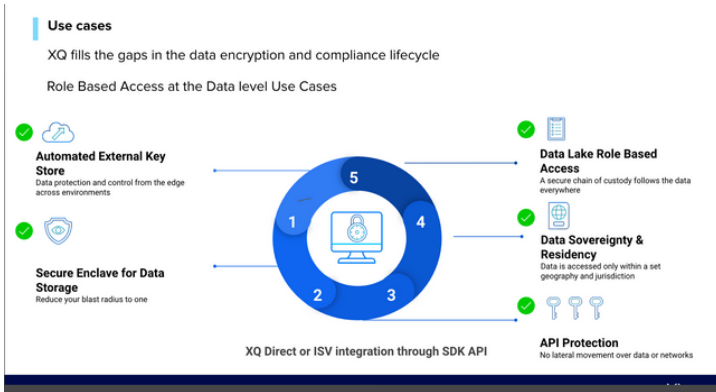 Use cases
XQ fills the gaps in the data encryption and compliance lifecycle
Role Based Access at the Data level Use Cases
Automated External Key
Store
Data protection and control from the edge
across environments
Secure Enclave for Data
Storage
Reduce your blast radius to one
1
2
3
4
5
Data Lake Role Based
Access
A secure chain of custody follows the data
everywhere
Data Sovereignty &
Residency
Data is accessed only within a set
geography and jurisdiction
API Protection
No lateral movement over data or networks
XQ Direct or ISV integration through SDK API